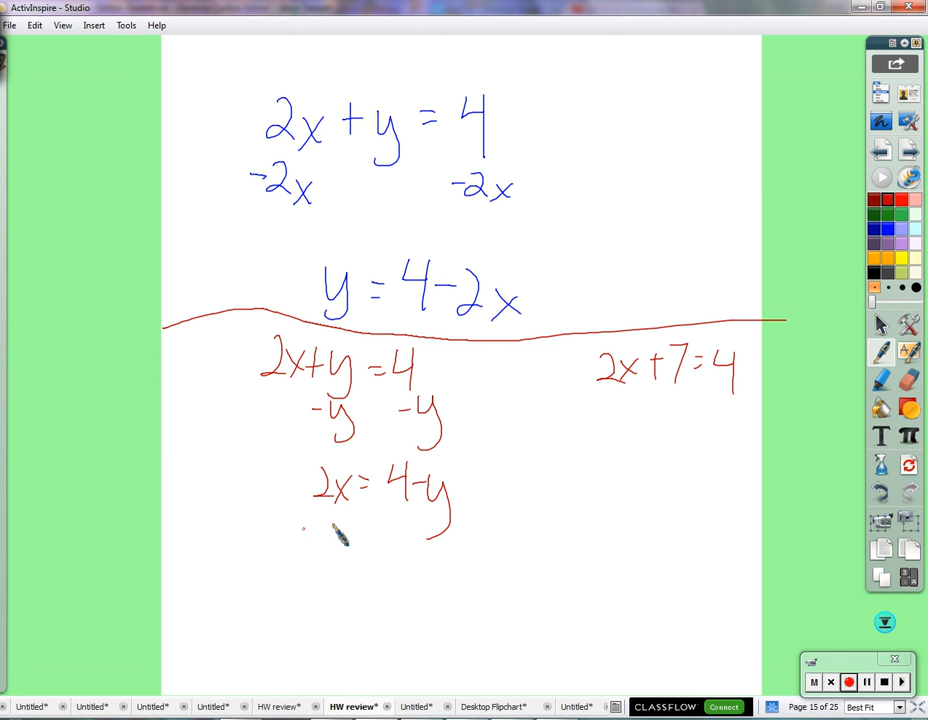 ActivInspire - Studio
File Edit View Insert Tools Help
2x + y = 4
-2x -2x
y = 4 - 2x
2x + y = 4
2x + 7 = 4
-y -y
2x = 4 - y
M
Untitled* Untitled* Untitled* Untitled* HW review* HW review* Untitled* Desktop Flipchart* Untitled* CLASSFLOW Connect Page 15 of 25 Best Fit